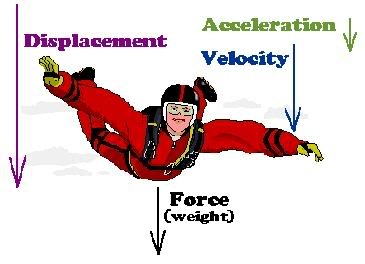 Acceleration
Displacement
Velocity
Force
(weight)